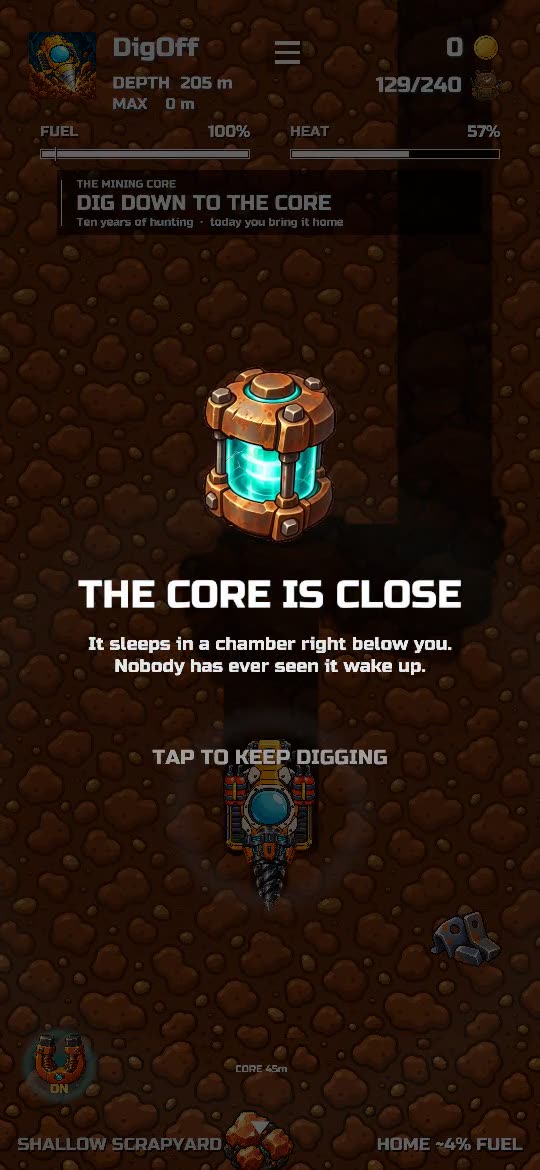 DigOff
0
DEPTH 205 m
129/240
MAX 0 m
FUEL 100% HEAT 57%
THE MINING CORE
DIG DOWN TO THE CORE
Ten years of hunting · today you bring it home
THE CORE IS CLOSE
It sleeps in a chamber right below you.
Nobody has ever seen it wake up.
TAP TO KEEP DIGGING
CORE 45m
ON
SHALLOW SCRAPYARD
HOME ~4% FUEL